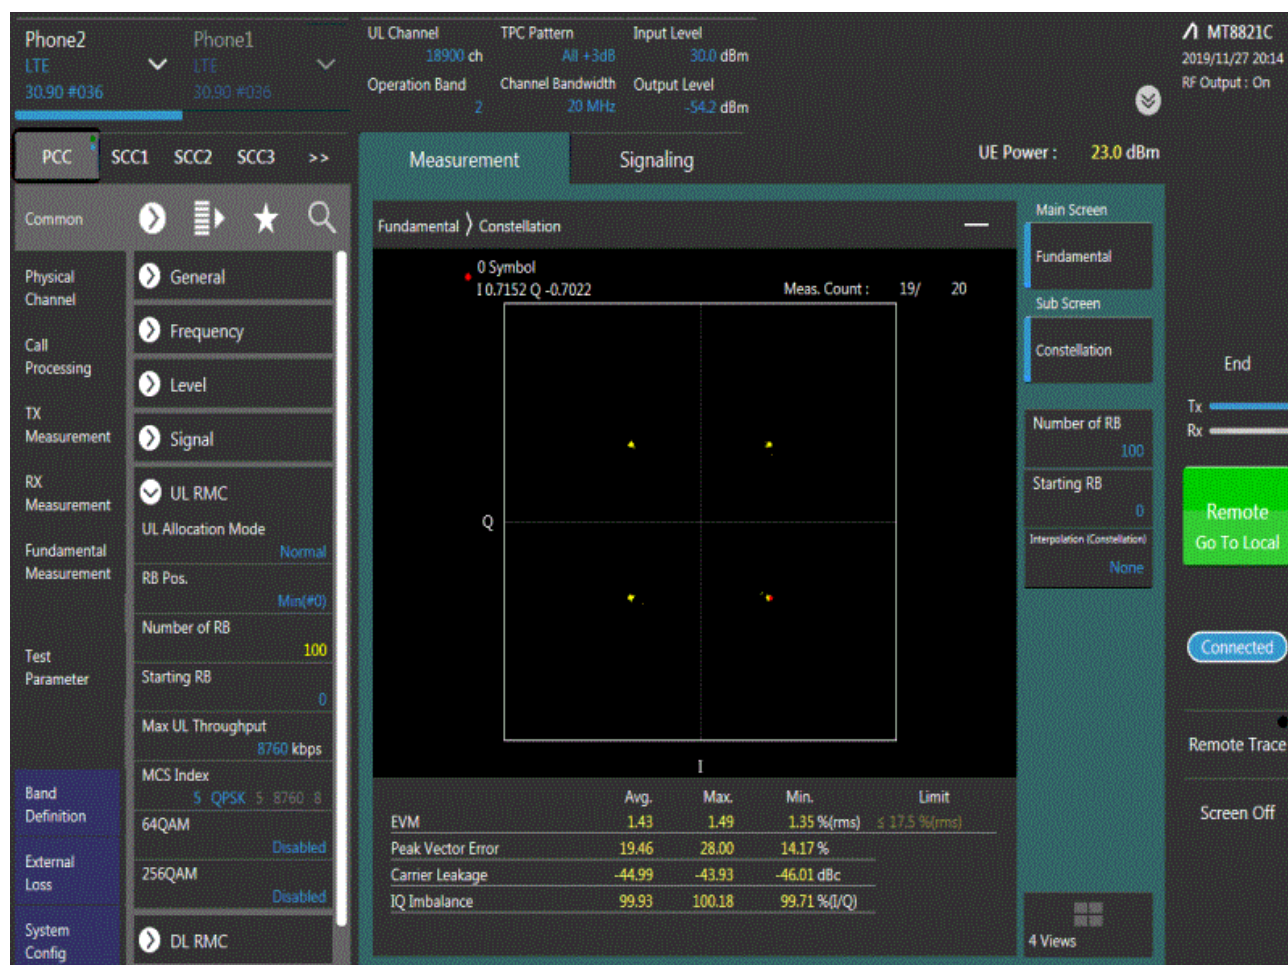 Phone2
LTE
30.90 #036
Phone1
LTE
30.90 #036
UL Channel
18900 ch
TPC Pattern
All +3dB
Input Level
30.0 dBm
Operation Band
2
Channel Bandwidth
20 MHz
Output Level
-54.2 dBm
MT8821C
2019/11/27 20:14
RF Output : On
PCC SCC1 SCC2 SCC3 >>
Measurement Signaling
UE Power : 23.0 dBm
Common
Physical
Channel
Call
Processing
TX
Measurement
RX
Measurement
Fundamental
Measurement
Test
Parameter
Band
Definition
External
Loss
System
Config
General
Frequency
Level
Signal
UL RMC
UL Allocation Mode
Normal
RB Pos.
Min(#0)
Number of RB
100
Starting RB
0
Max UL Throughput
8760 kbps
MCS Index
5 QPSK 5 8760 8
64QAM
Disabled
256QAM
Disabled
DL RMC
Fundamental 〉 Constellation
0 Symbol
I 0.7152 Q -0.7022
Meas. Count : 19/ 20
Q
I
Avg. Max. Min. Limit
EVM 1.43 1.49 1.35 %(rms) ≤ 17.5 %(rms)
Peak Vector Error 19.46 28.00 14.17 %
Carrier Leakage -44.99 -43.93 -46.01 dBc
IQ Imbalance 99.93 100.18 99.71 %(I/Q)
Main Screen
Fundamental
Sub Screen
Constellation
Number of RB
100
Starting RB
0
Interpolation (Constellation)
None
4 Views
End
Tx
Rx
Remote
Go To Local
Connected
Remote Trace
Screen Off